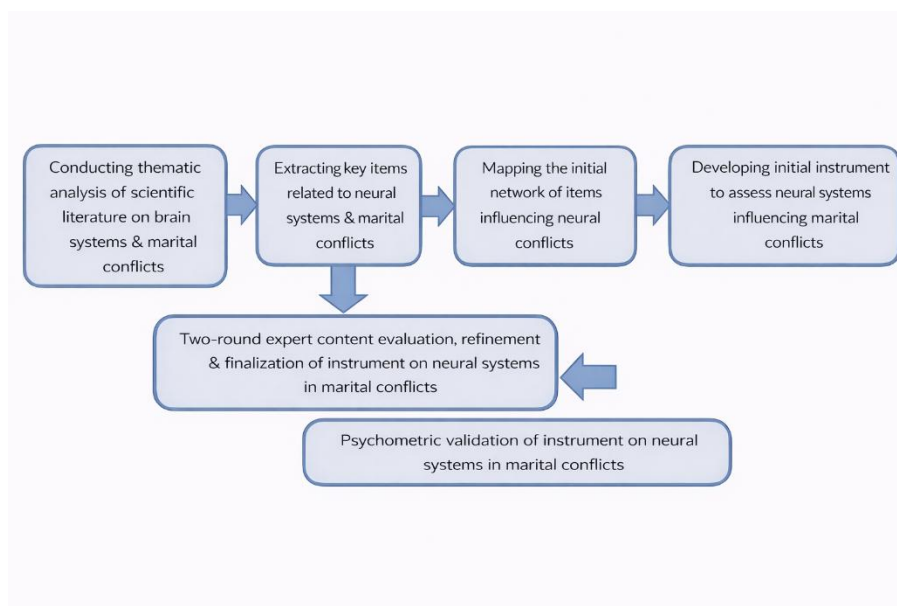 Conducting thematic
analysis of scientific
literature on brain
systems & marital
conflicts
Extracting key items
related to neural
systems & marital
conflicts
Mapping the initial
network of items
influencing neural
conflicts
Developing initial instrument
to assess neural systems
influencing marital
conflicts
Two-round expert content evaluation, refinement
& finalization of instrument on neural systems
in marital conflicts
Psychometric validation of instrument on neural
systems in marital conflicts